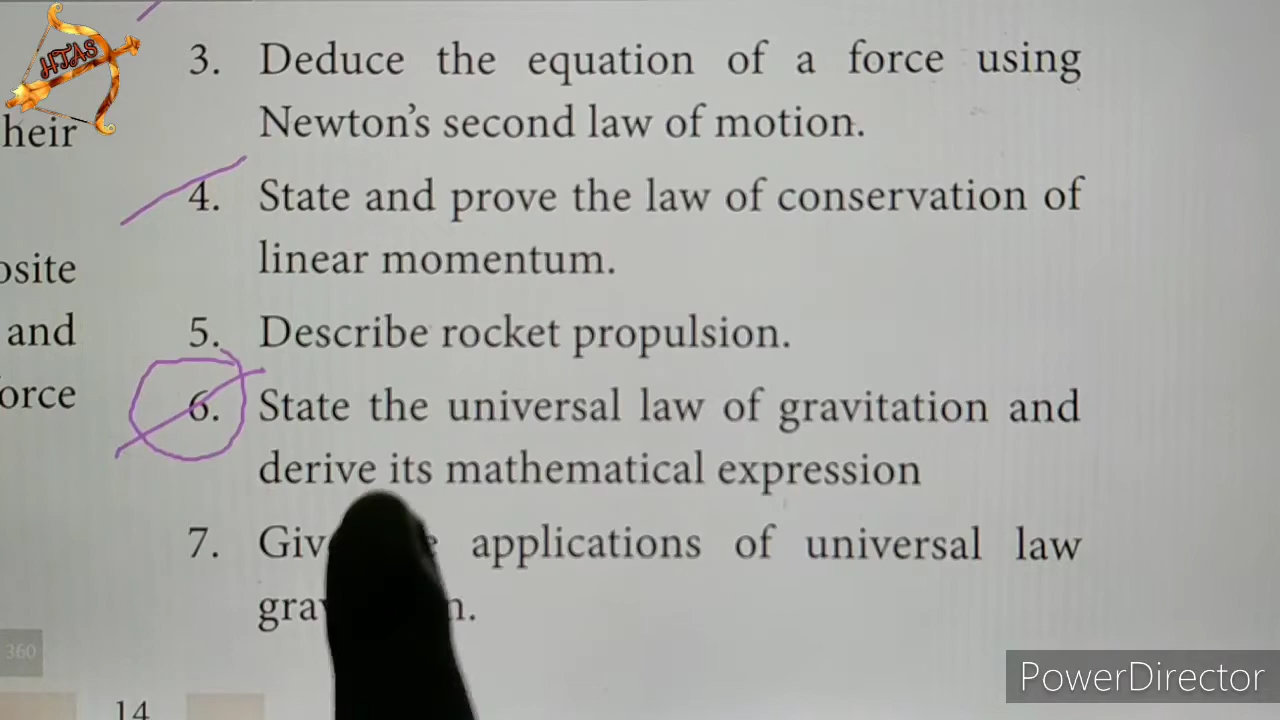 HTAS
heir
osite
and
orce
3. Deduce the equation of a force using
Newton's second law of motion.
4. State and prove the law of conservation of
linear momentum.
5. Describe rocket propulsion.
6. State the universal law of gravitation and
derive its mathematical expression
7. applications of universal law
360
14
PowerDirector